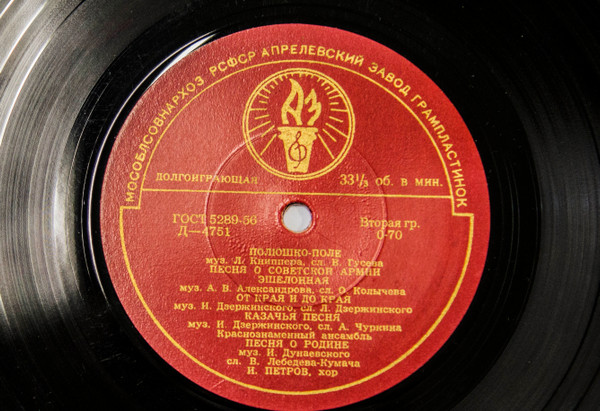 МОСОБЛСОВНАРХОЗ РСФСР АПРЕЛЕВСКИЙ ЗАВОД ГРАМПЛАСТИНОК
АЗ
ДОЛГОИГРАЮЩАЯ 33⅓ об. в мин.
ГОСТ 5289-56 Вторая гр.
Д—4751 0-70
ПОЛЮШКО-ПОЛЕ
муз. Л. Книппера, сл. В. Гусева
ПЕСНЯ О СОВЕТСКОЙ АРМИИ
ЭШЕЛОННАЯ
муз. А. В. Александрова, сл. О. Колычева
ОТ КРАЯ И ДО КРАЯ
муз. И. Дзержинского, сл. Л. Дзержинского
КАЗАЧЬЯ ПЕСНЯ
муз. И. Дзержинского, сл. А. Чуркина
Краснознаменный ансамбль
ПЕСНЯ О РОДИНЕ
муз. И. Дунаевского
сл. В. Лебедева-Кумача
И. ПЕТРОВ, хор